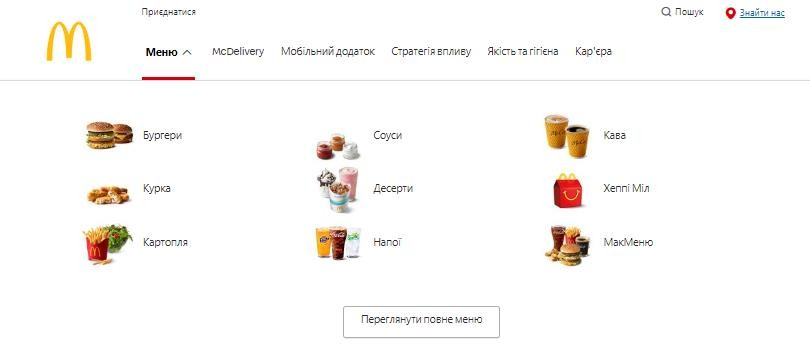 Приєднатися
Пошук
Знайти нас
Меню
McDelivery
Мобільний додаток
Стратегія впливу
Якість та гігієна
Кар'єра
Бургери
Соуси
Кава
Курка
Десерти
Хеппі Міл
Картопля
Напої
МакМеню
Переглянути повне меню